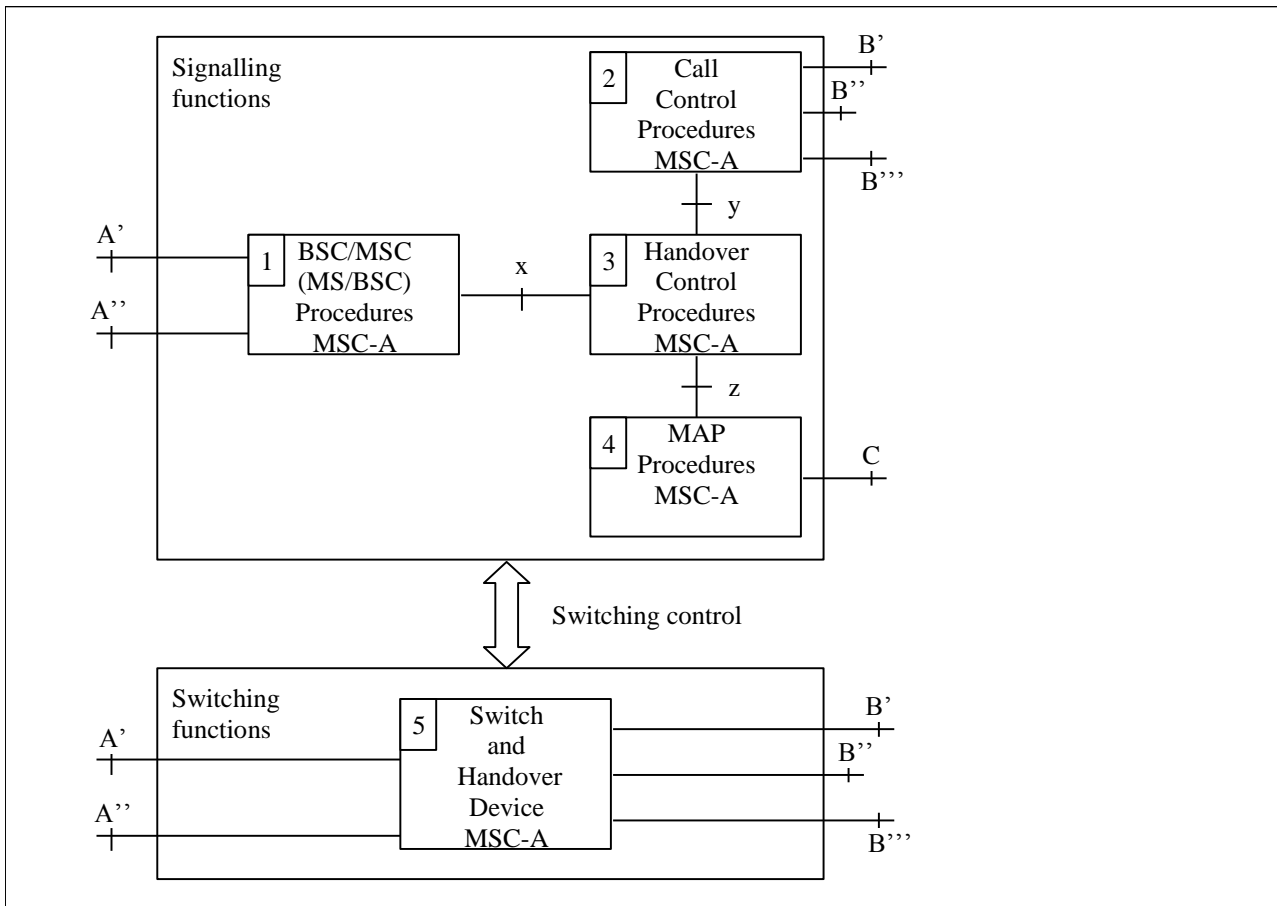 Signalling
functions
2
Call
Control
Procedures
MSC-A
B’
B’’
B’’’
y
A’
A’’
1
BSC/MSC
(MS/BSC)
Procedures
MSC-A
x
3
Handover
Control
Procedures
MSC-A
z
4
MAP
Procedures
MSC-A
C
Switching control
Switching
functions
A’
A’’
5
Switch
and
Handover
Device
MSC-A
B’
B’’
B’’’